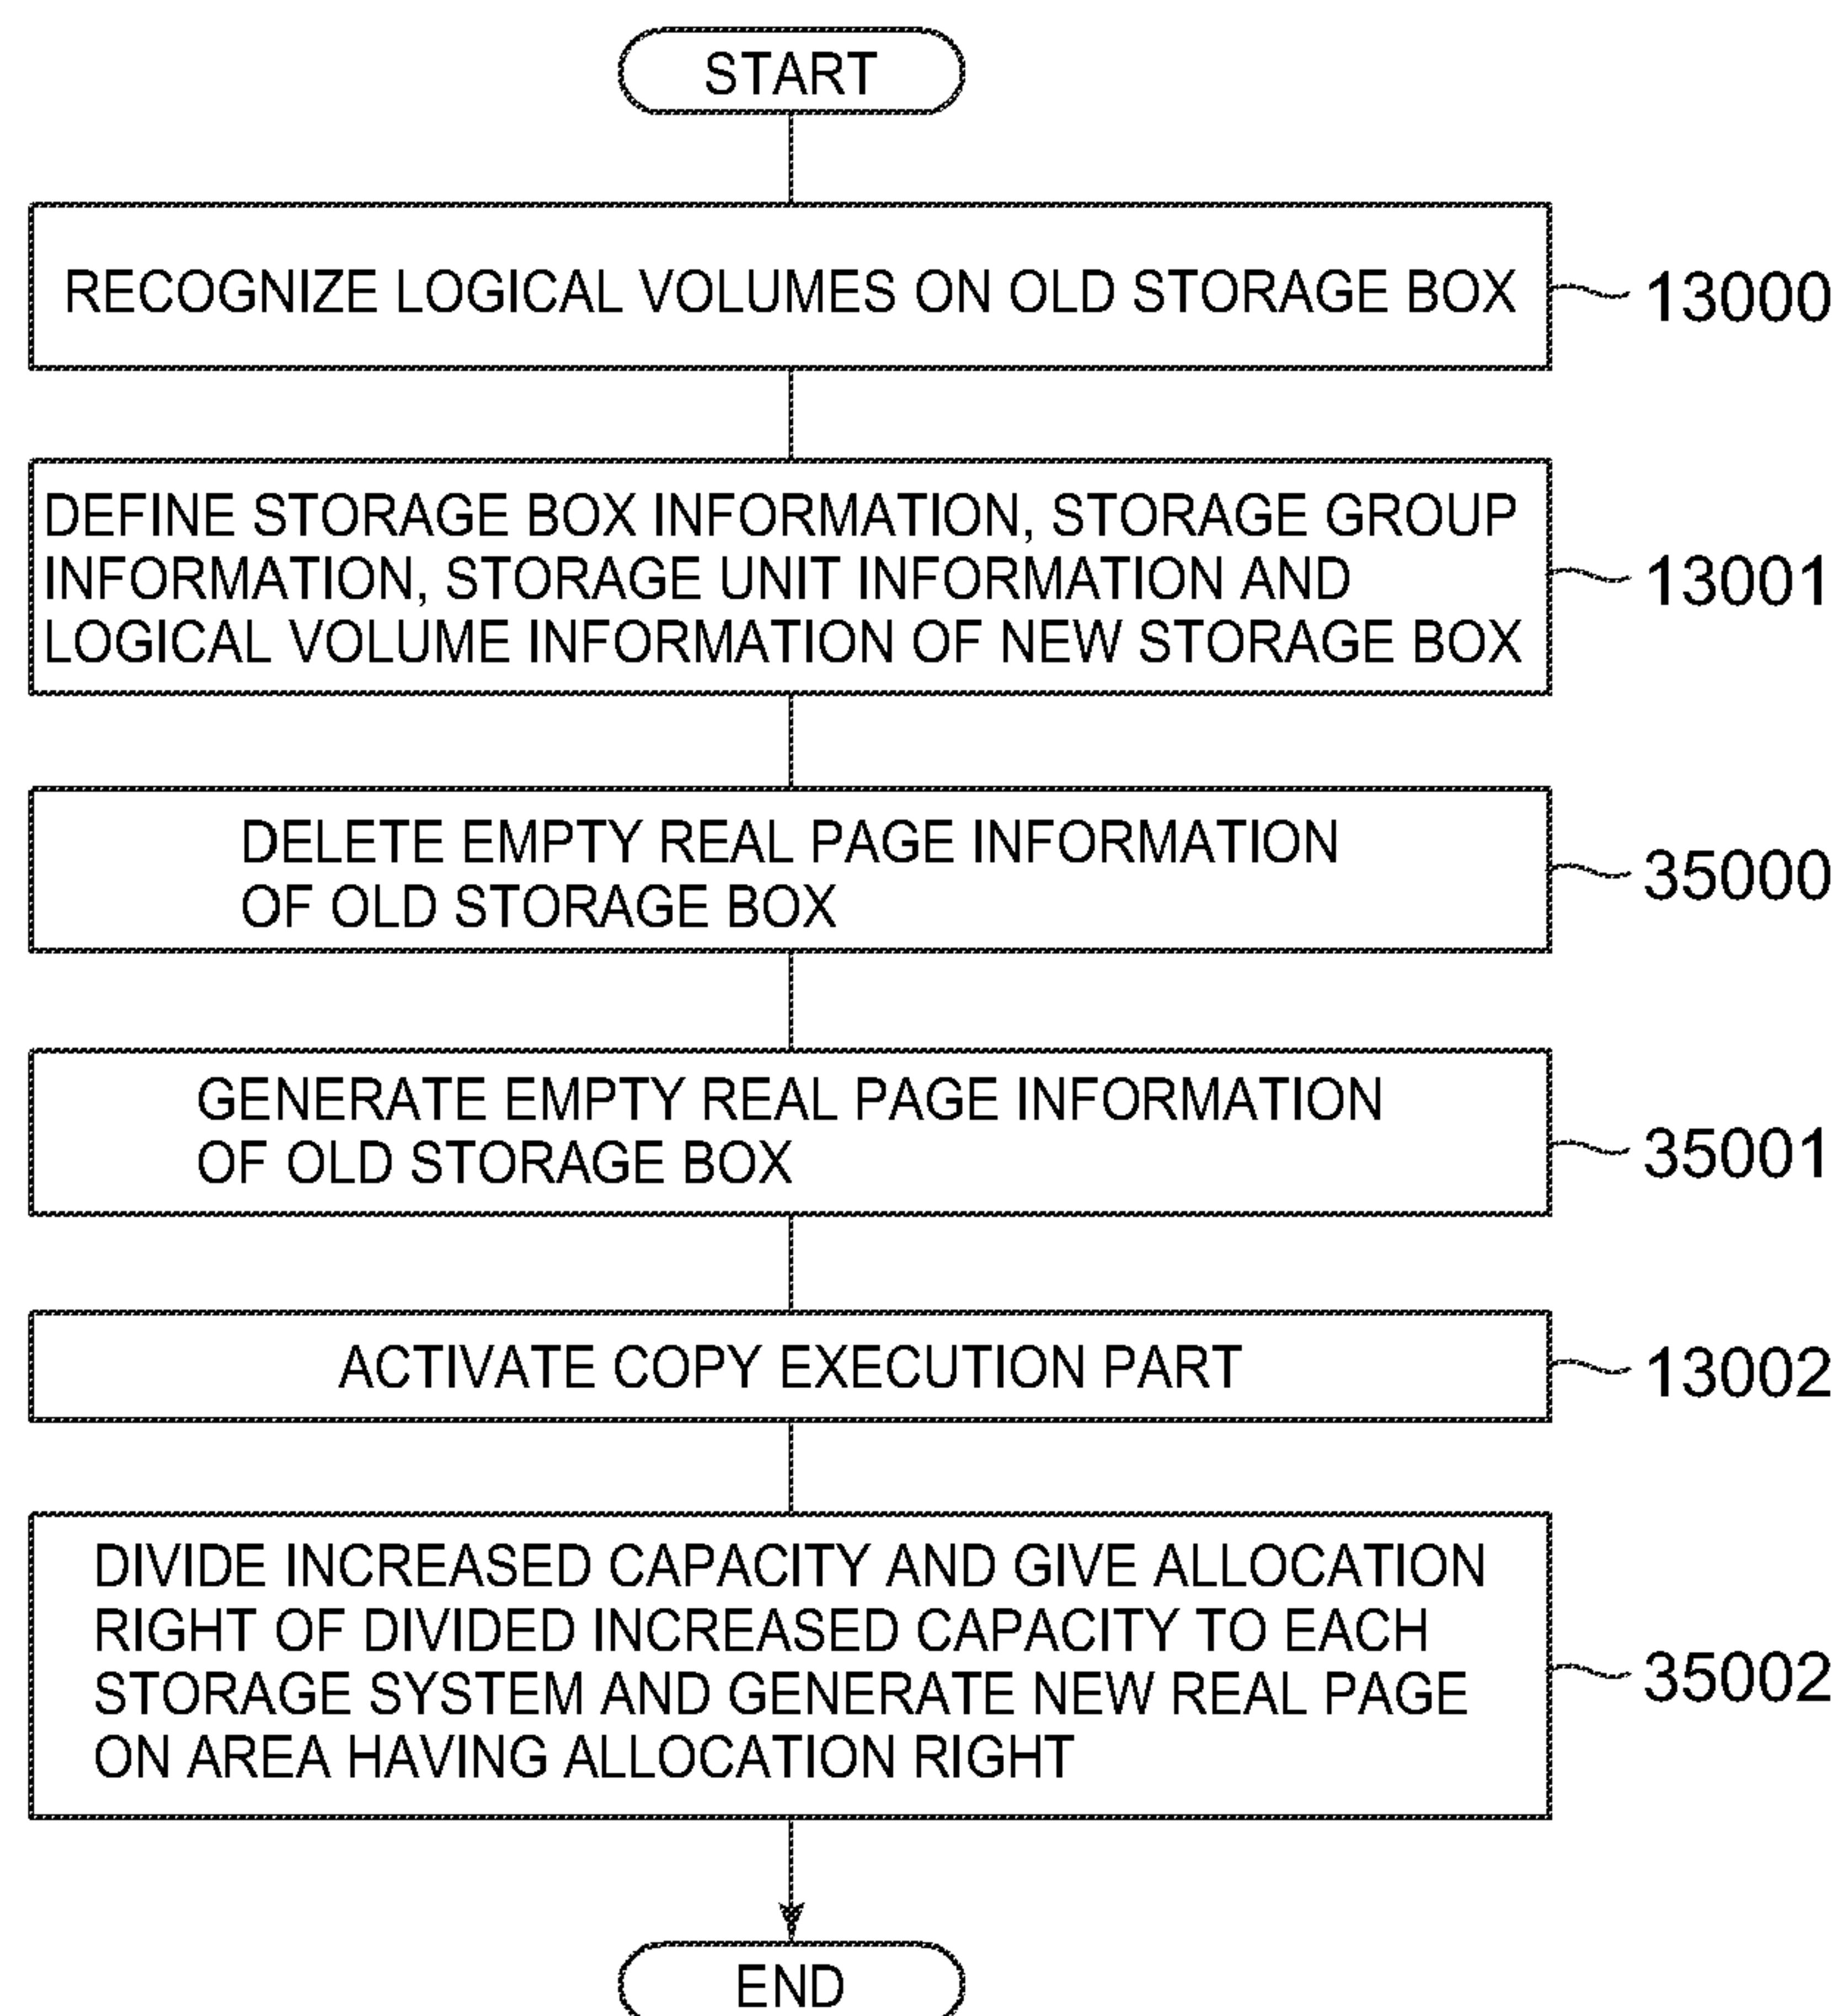 START
RECOGNIZE LOGICAL VOLUMES ON OLD STORAGE BOX
13000
DEFINE STORAGE BOX INFORMATION, STORAGE GROUP
INFORMATION, STORAGE UNIT INFORMATION AND
LOGICAL VOLUME INFORMATION OF NEW STORAGE BOX
13001
DELETE EMPTY REAL PAGE INFORMATION
OF OLD STORAGE BOX
35000
GENERATE EMPTY REAL PAGE INFORMATION
OF OLD STORAGE BOX
35001
ACTIVATE COPY EXECUTION PART
13002
DIVIDE INCREASED CAPACITY AND GIVE ALLOCATION
RIGHT OF DIVIDED INCREASED CAPACITY TO EACH
STORAGE SYSTEM AND GENERATE NEW REAL PAGE
ON AREA HAVING ALLOCATION RIGHT
35002
END